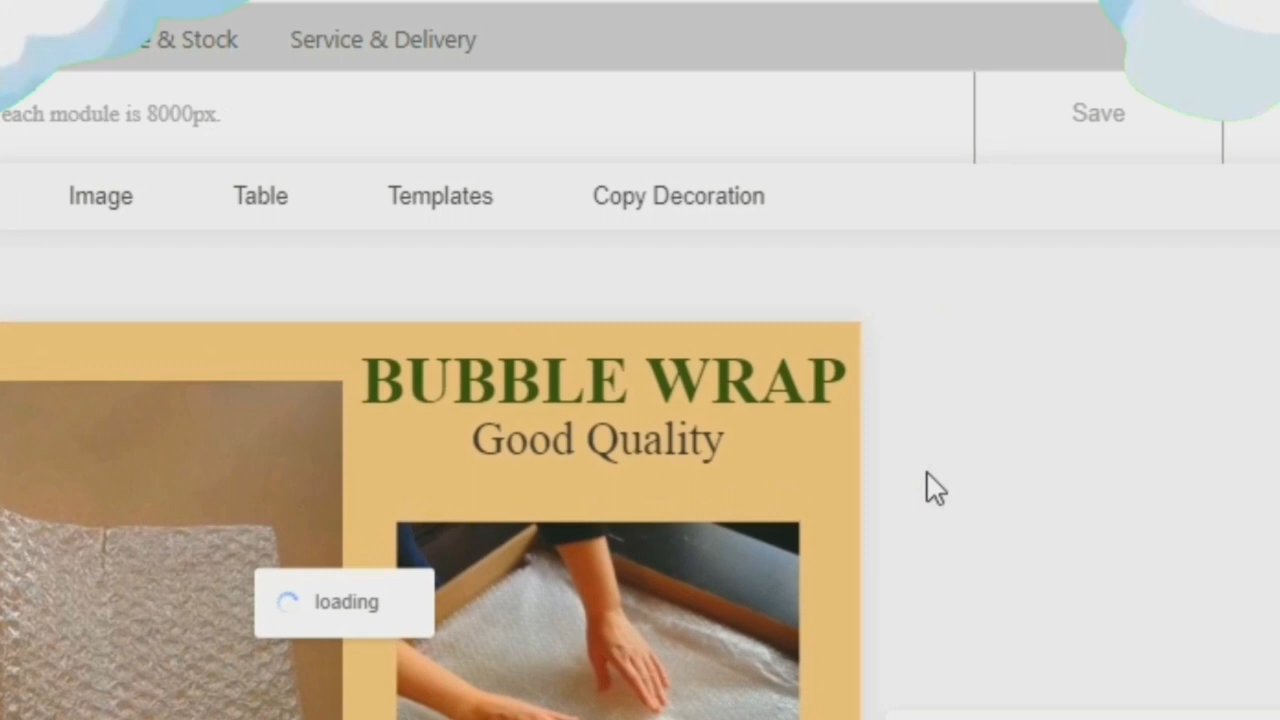 & Stock Service & Delivery
each module is 8000px.
Save
Image Table Templates Copy Decoration
BUBBLE WRAP
Good Quality
loading